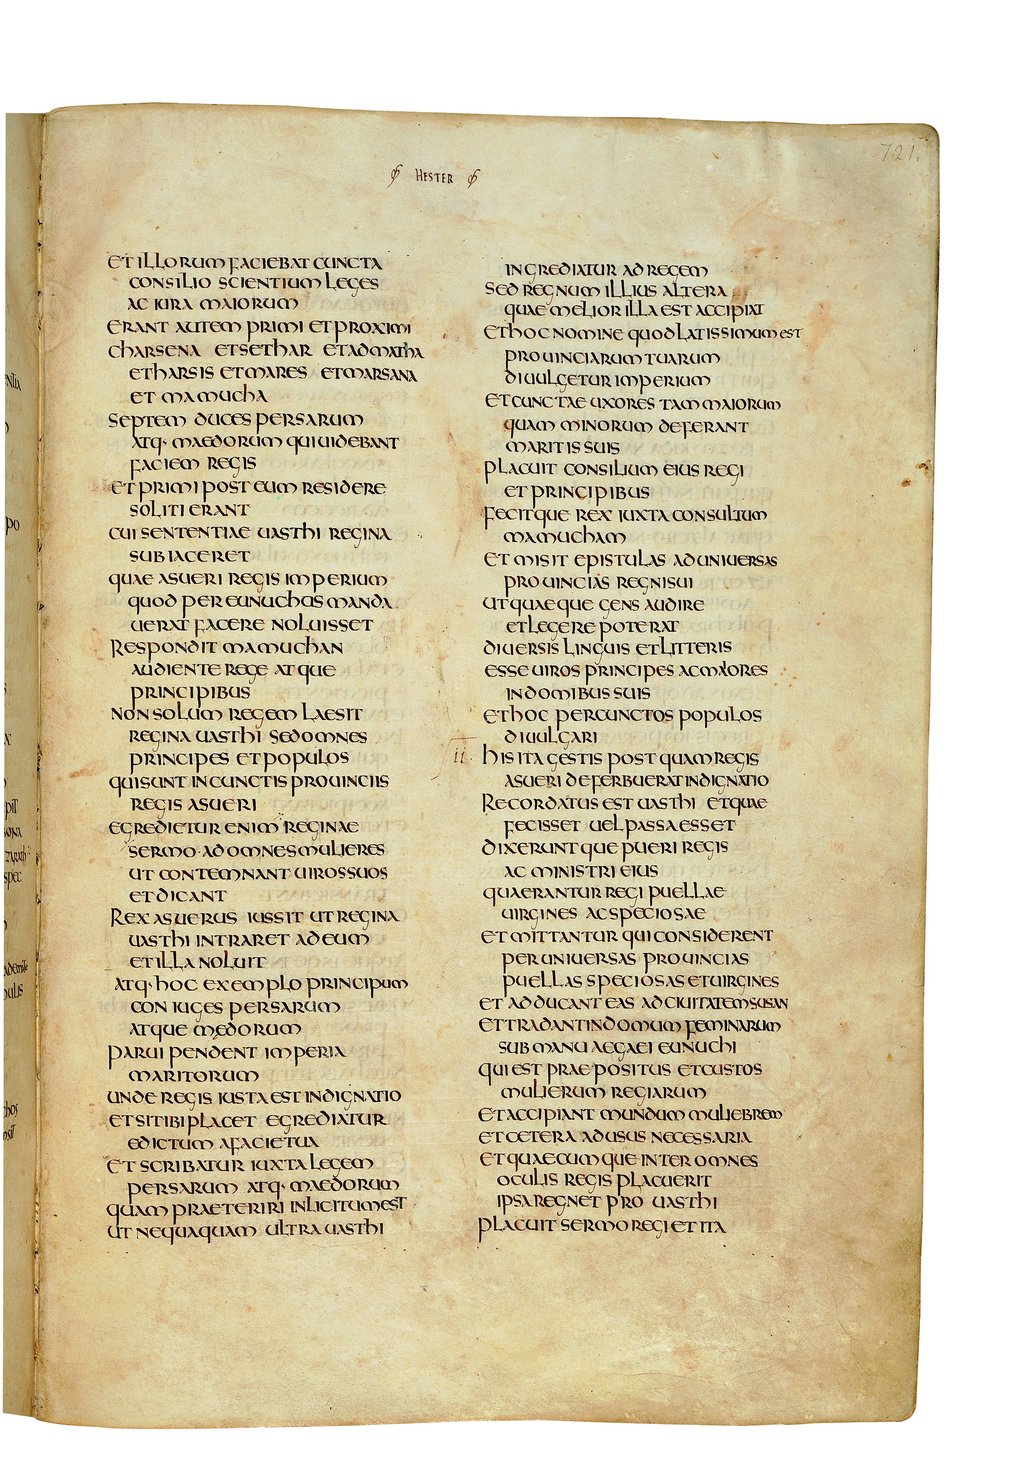 721.
HESTER
ET ILLORUM FACIEBAT CUNCTA
CONSILIO SCIENTIUM LEGES
AC IURA MAIORUM
ERANT AUTEM PRIMI ET PROXIMI
CHARSENA ET SETHAR ET ADMATHA
ET HARSIS ET MARES ET MARSANA
ET MAMUCHA
SEPTEM DUCES PERSARUM
ATQ· MAEDORUM QUI UIDEBANT
FACIEM REGIS
ET PRIMI POST EUM RESIDERE
SOLITI ERANT
CUI SENTENTIAE UASTHI REGINA
SUBIACERET
QUAE ASUERI REGIS IMPERIUM
QUOD PER EUNUCHOS MANDA
UERAT FACERE NOLUISSET
RESPONDIT MAMUCHAN
AUDIENTE REGE ATQUE
PRINCIPIBUS
NON SOLUM REGEM LAESIT
REGINA UASTHI SED OMNES
PRINCIPES ET POPULOS
QUI SUNT IN CUNCTIS PROUINCIIS
REGIS ASUERI
EGREDIETUR ENIM REGINAE
SERMO AD OMNES MULIERES
UT CONTEMNANT UIROS SUOS
ET DICANT
REX ASUERUS IUSSIT UT REGINA
UASTHI INTRARET AD EUM
ET ILLA NOLUIT
ATQ· HOC EXEMPLO PRINCIPUM
CONIUGES PERSARUM
ATQUE MEDORUM
PARUI PENDENT IMPERIA
MARITORUM
UNDE REGIS IUSTA EST INDIGNATIO
ET SI TIBI PLACET EGREDIATUR
EDICTUM A FACIE TUA
ET SCRIBATUR IUXTA LEGEM
PERSARUM ATQ· MAEDORUM
QUAM PRAETERIRI INLICITUM EST
UT NEQUAQUAM ULTRA UASTHI
INGREDIATUR AD REGEM
SED REGNUM ILLIUS ALTERA
QUAE MELIOR ILLA EST ACCIPIAT
ET HOC NOMINE QUOD LATISSIMUM EST
PROUINCIARUM TUARUM
DIUULGETUR IMPERIUM
ET CUNCTAE UXORES TAM MAIORUM
QUAM MINORUM DEFERANT
MARITIS SUIS
PLACUIT CONSILIUM EIUS REGI
ET PRINCIPIBUS
FECITQUE REX IUXTA CONSULTUM
MAMUCHAM
ET MISIT EPISTULAS AD UNIUERSAS
PROUINCIAS REGNI SUI
UT QUAEQUE GENS AUDIRE
ET LEGERE POTERAT
DIUERSIS LINGUIS ET LITTERIS
ESSE UIROS PRINCIPES AC MAIORES
IN DOMIBUS SUIS
ET HOC PER CUNCTOS POPULOS
DIUULGARI
II HIS ITA GESTIS POSTQUAM REGIS
ASUERI DEFERBUERAT INDIGNATIO
RECORDATUS EST UASTHI ET QUAE
FECISSET UEL PASSA ESSET
DIXERUNTQUE PUERI REGIS
AC MINISTRI EIUS
QUAERANTUR REGI PUELLAE
UIRGINES AC SPECIOSAE
ET MITTANTUR QUI CONSIDERENT
PER UNIUERSAS PROUINCIAS
PUELLAS SPECIOSAS ET UIRGINES
ET ADDUCANT EAS AD CIUITATEM SUSAN
ET TRADANT IN DOMUM FEMINARUM
SUB MANU AEGAEI EUNUCHI
QUI EST PRAEPOSITUS ET CUSTOS
MULIERUM REGIARUM
ET ACCIPIANT MUNDUM MULIEBREM
ET CETERA AD USUS NECESSARIA
ET QUAECUMQUE INTER OMNES
OCULIS REGIS PLACUERIT
IPSA REGNET PRO UASTHI
PLACUIT SERMO REGI ET ITA